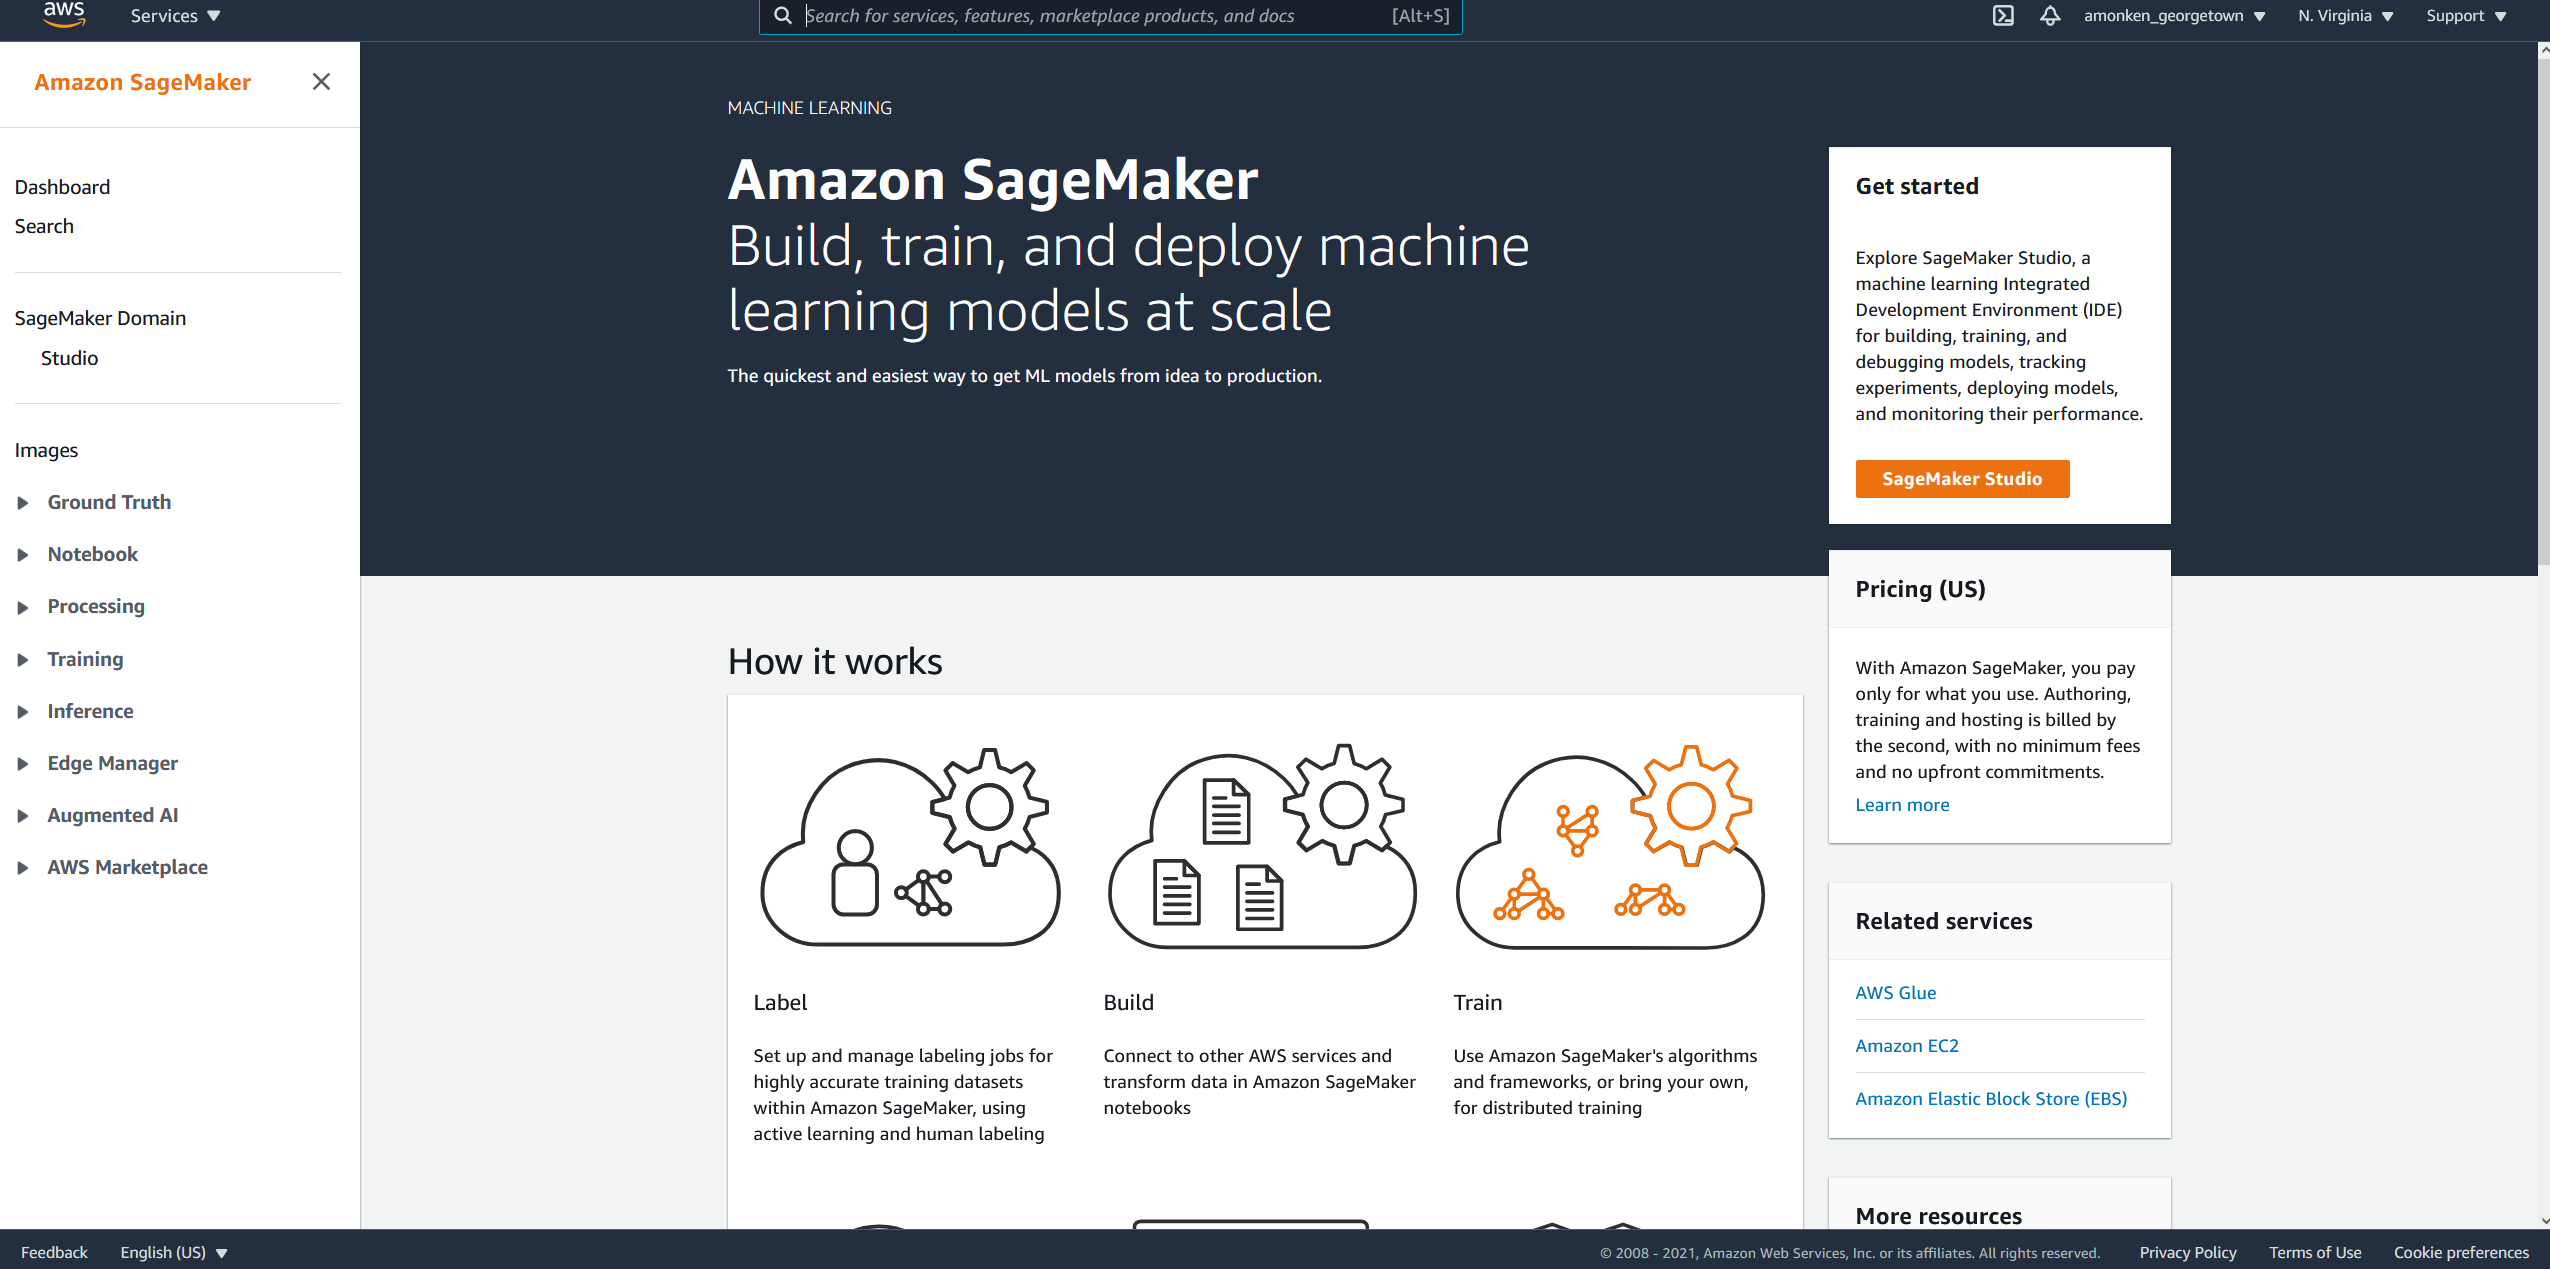 aws
Services
Search for services, features, marketplace products, and docs
[Alt+S]
amonken_georgetown
N. Virginia
Support
Amazon SageMaker
Dashboard
Search
SageMaker Domain
Studio
Images
Ground Truth
Notebook
Processing
Training
Inference
Edge Manager
Augmented AI
AWS Marketplace
MACHINE LEARNING
Amazon SageMaker
Build, train, and deploy machine
learning models at scale
The quickest and easiest way to get ML models from idea to production.
Get started
Explore SageMaker Studio, a
machine learning Integrated
Development Environment (IDE)
for building, training, and
debugging models, tracking
experiments, deploying models,
and monitoring their performance.
SageMaker Studio
Pricing (US)
With Amazon SageMaker, you pay
only for what you use. Authoring,
training and hosting is billed by
the second, with no minimum fees
and no upfront commitments.
Learn more
Related services
AWS Glue
Amazon EC2
Amazon Elastic Block Store (EBS)
More resources
How it works
Label
Set up and manage labeling jobs for
highly accurate training datasets
within Amazon SageMaker, using
active learning and human labeling
Build
Connect to other AWS services and
transform data in Amazon SageMaker
notebooks
Train
Use Amazon SageMaker's algorithms
and frameworks, or bring your own,
for distributed training
Feedback
English (US)
© 2008 - 2021, Amazon Web Services, Inc. or its affiliates. All rights reserved.
Privacy Policy
Terms of Use
Cookie preferences